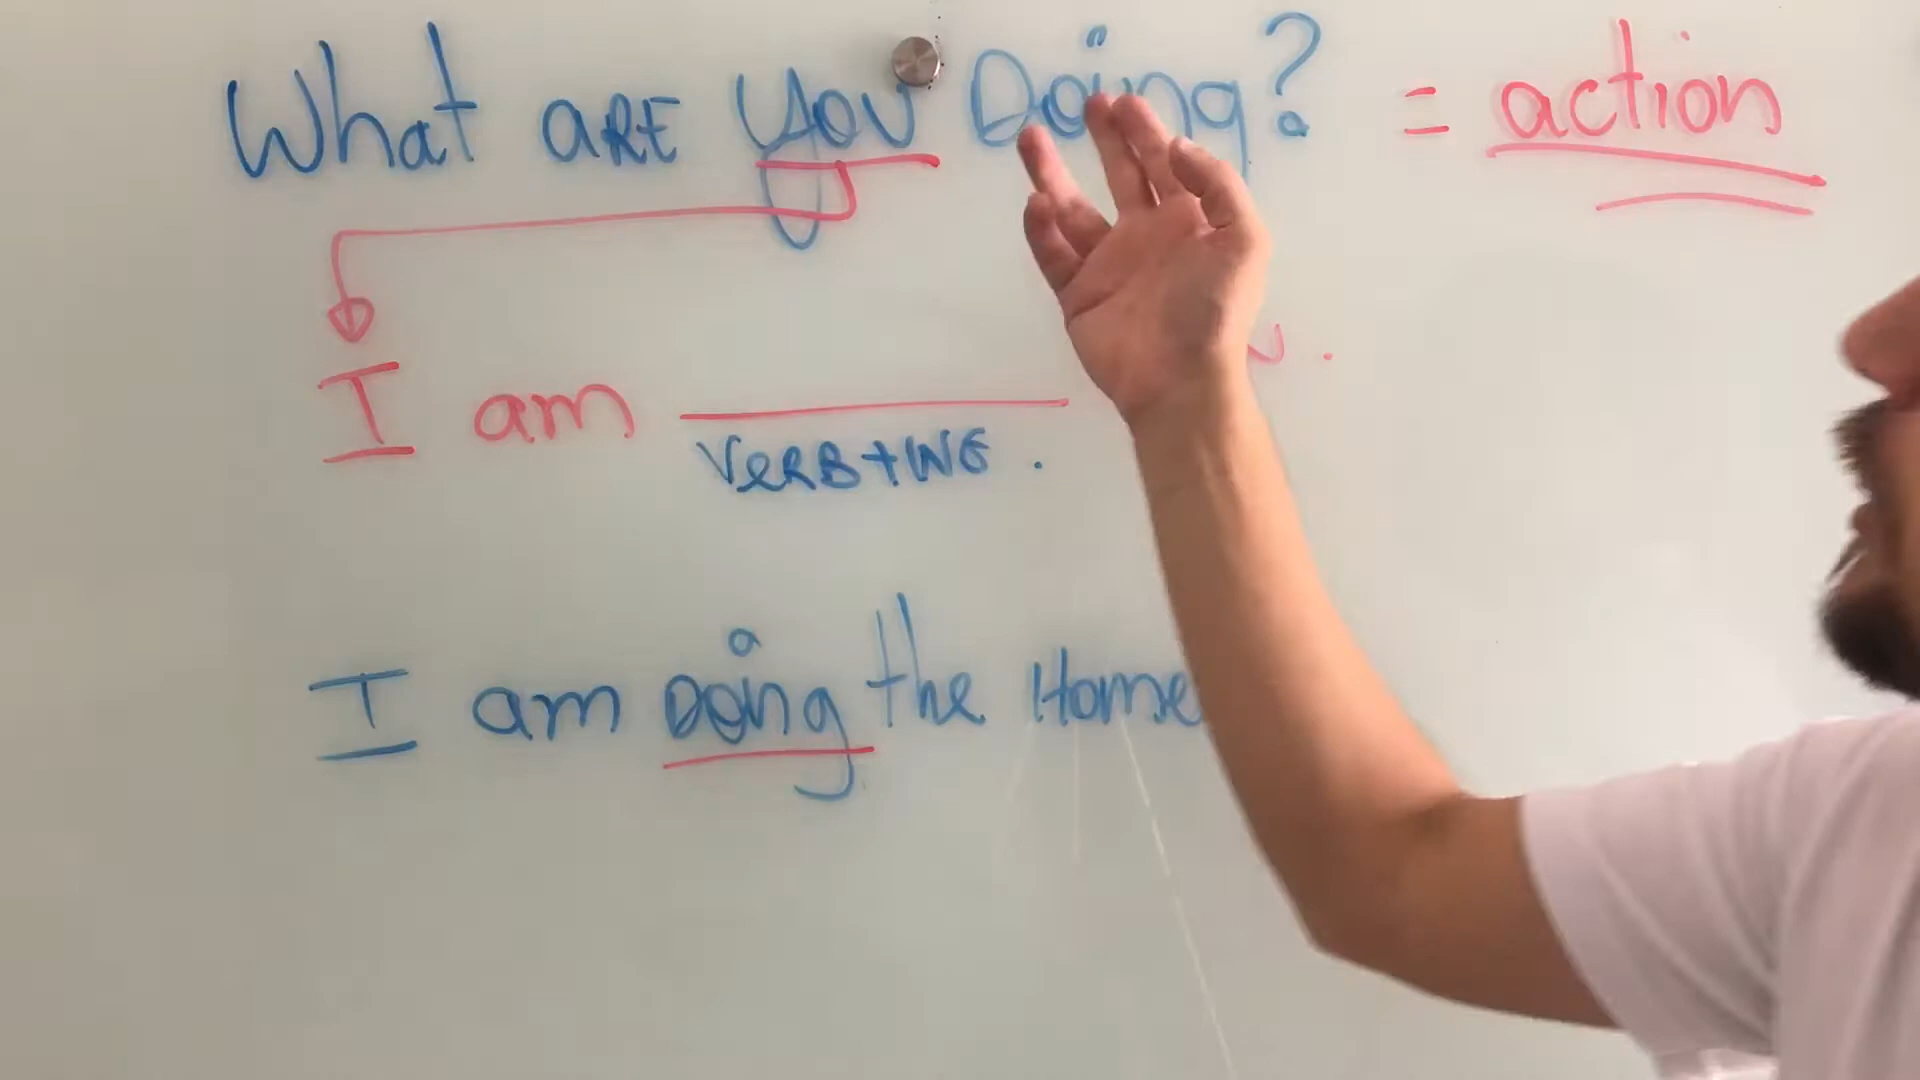 What aRE you Doing? = action
I am
VeRB+ING .
I am Doing the Home